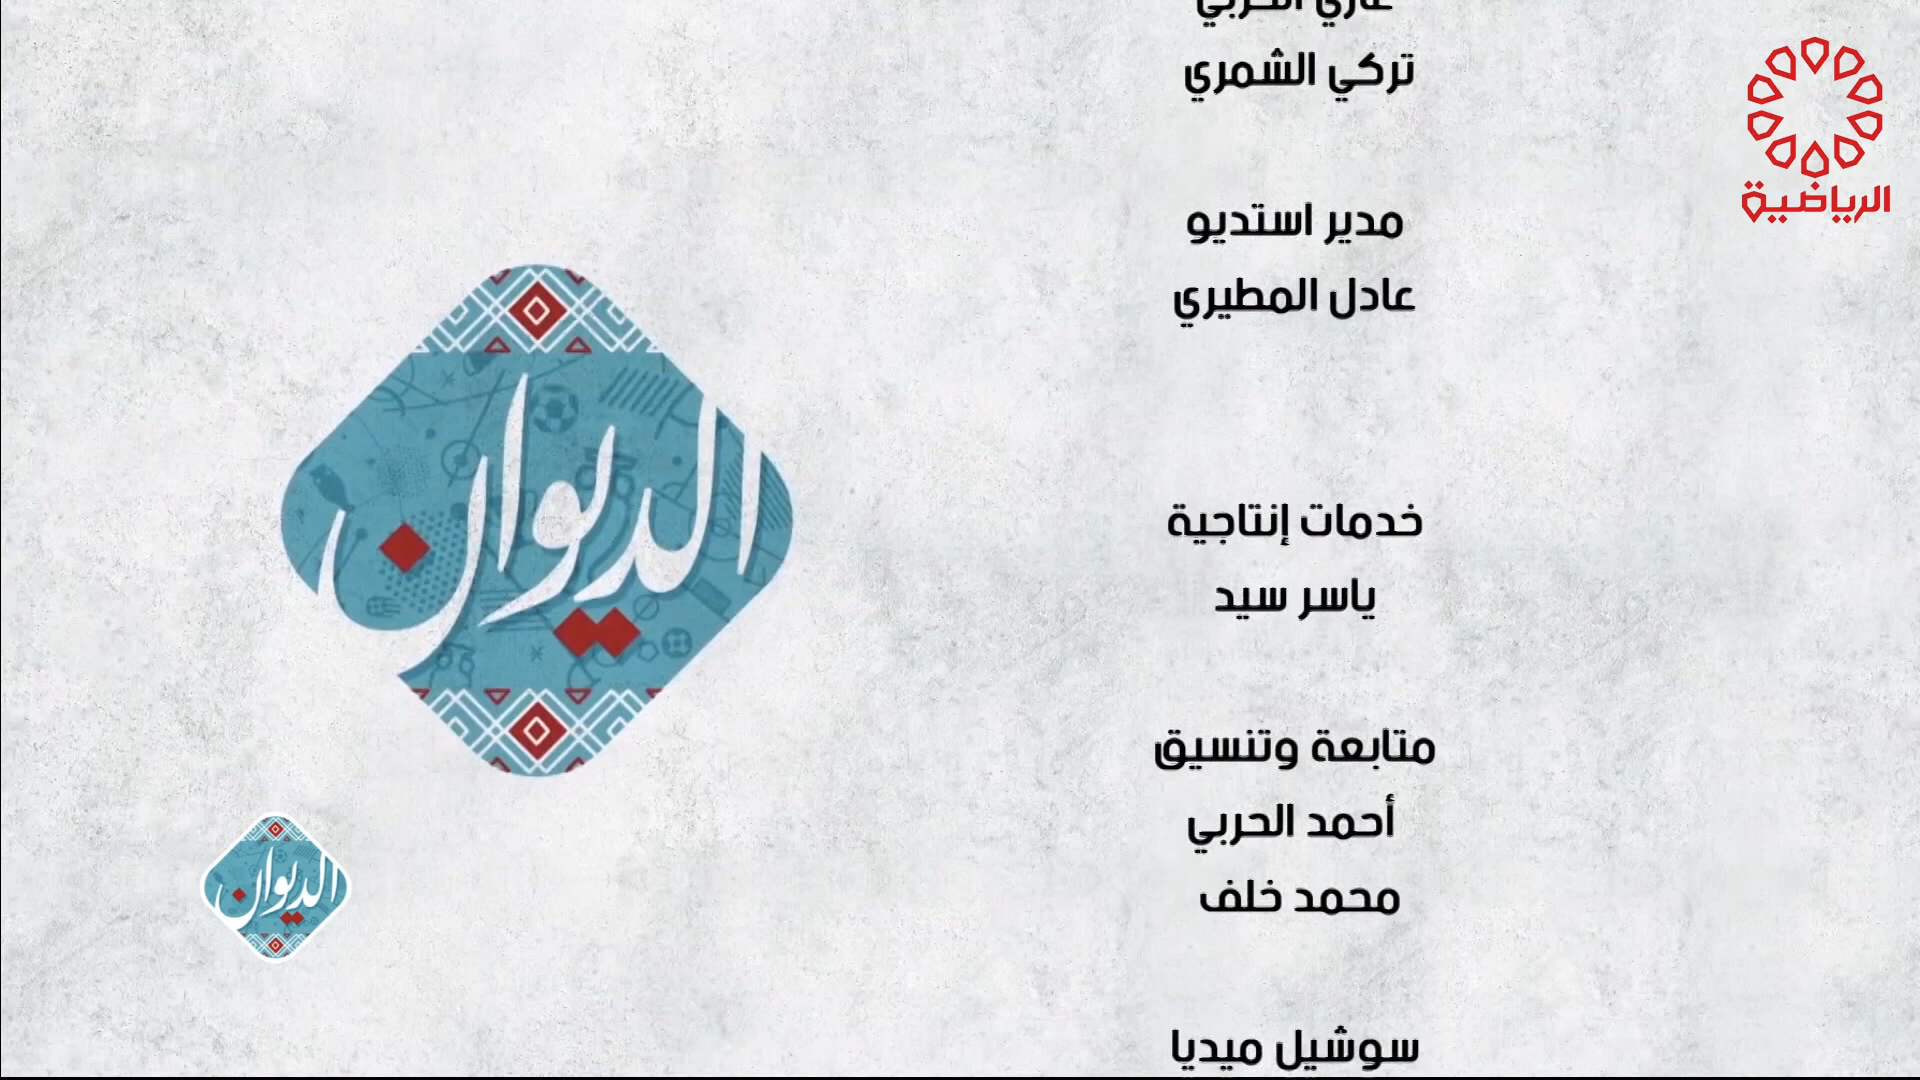 تركي الشمري
الرياضية
مدير استديو
عادل المطيري
الديوان
خدمات إنتاجية
ياسر سيد
متابعة وتنسيق
أحمد الحربي
محمد خلف
الديوان
سوشيل ميديا